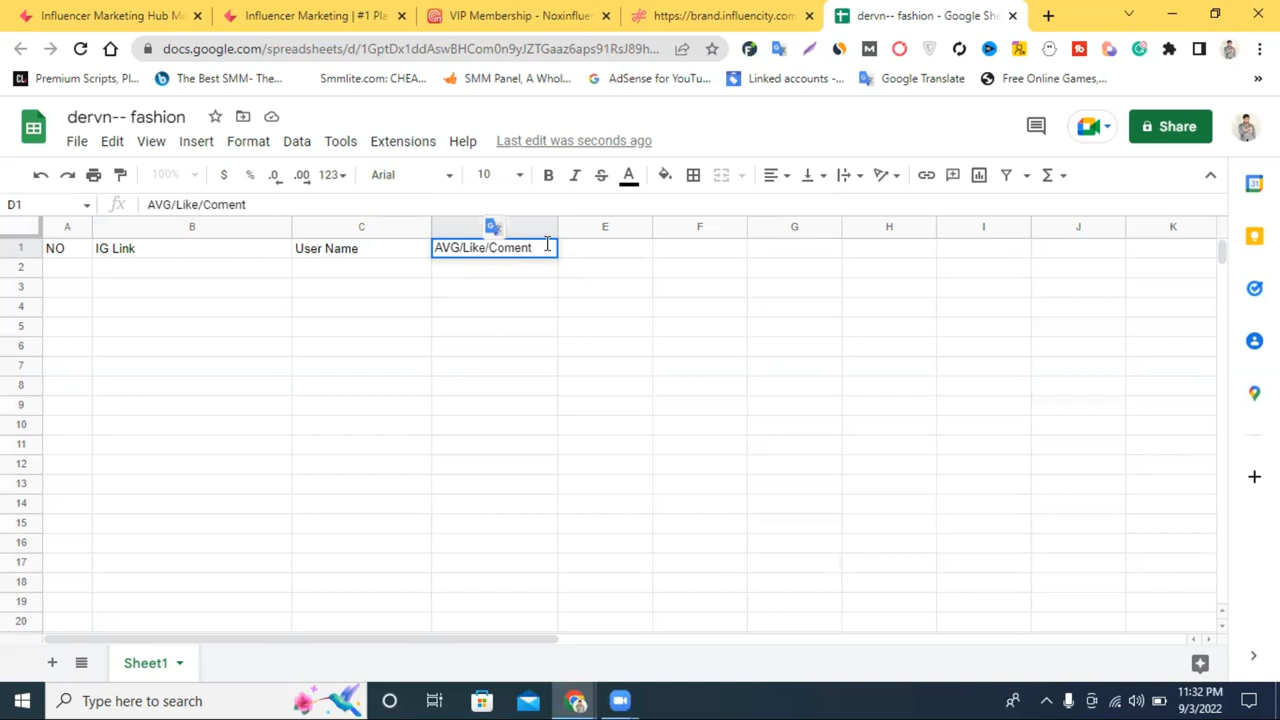 Influencer Marketing Hub M
Influencer Marketing | #1 Pla
VIP Membership - Noxinflue
https://brand.influencity.com
dervn-- fashion - Google She
docs.google.com/spreadsheets/d/1GptDx1ddAswBHCom0n9yJZTGaaz6aps91RsJ89h...
Premium Scripts, Pl...
The Best SMM- The...
Smmlite.com: CHEA...
SMM Panel, A Whol...
AdSense for YouTu...
Linked accounts -...
Google Translate
Free Online Games,...
dervn-- fashion
File Edit View Insert Format Data Tools Extensions Help Last edit was seconds ago
Share
100% $ % .0 .00 123 Arial 10 B I S A
D1 fx AVG/Like/Coment
A B C E F G H I J K
1 NO IG Link User Name AVG/Like/Coment
2
3
4
5
6
7
8
9
10
11
12
13
14
15
16
17
18
19
20
Sheet1
Type here to search
11:32 PM
9/3/2022